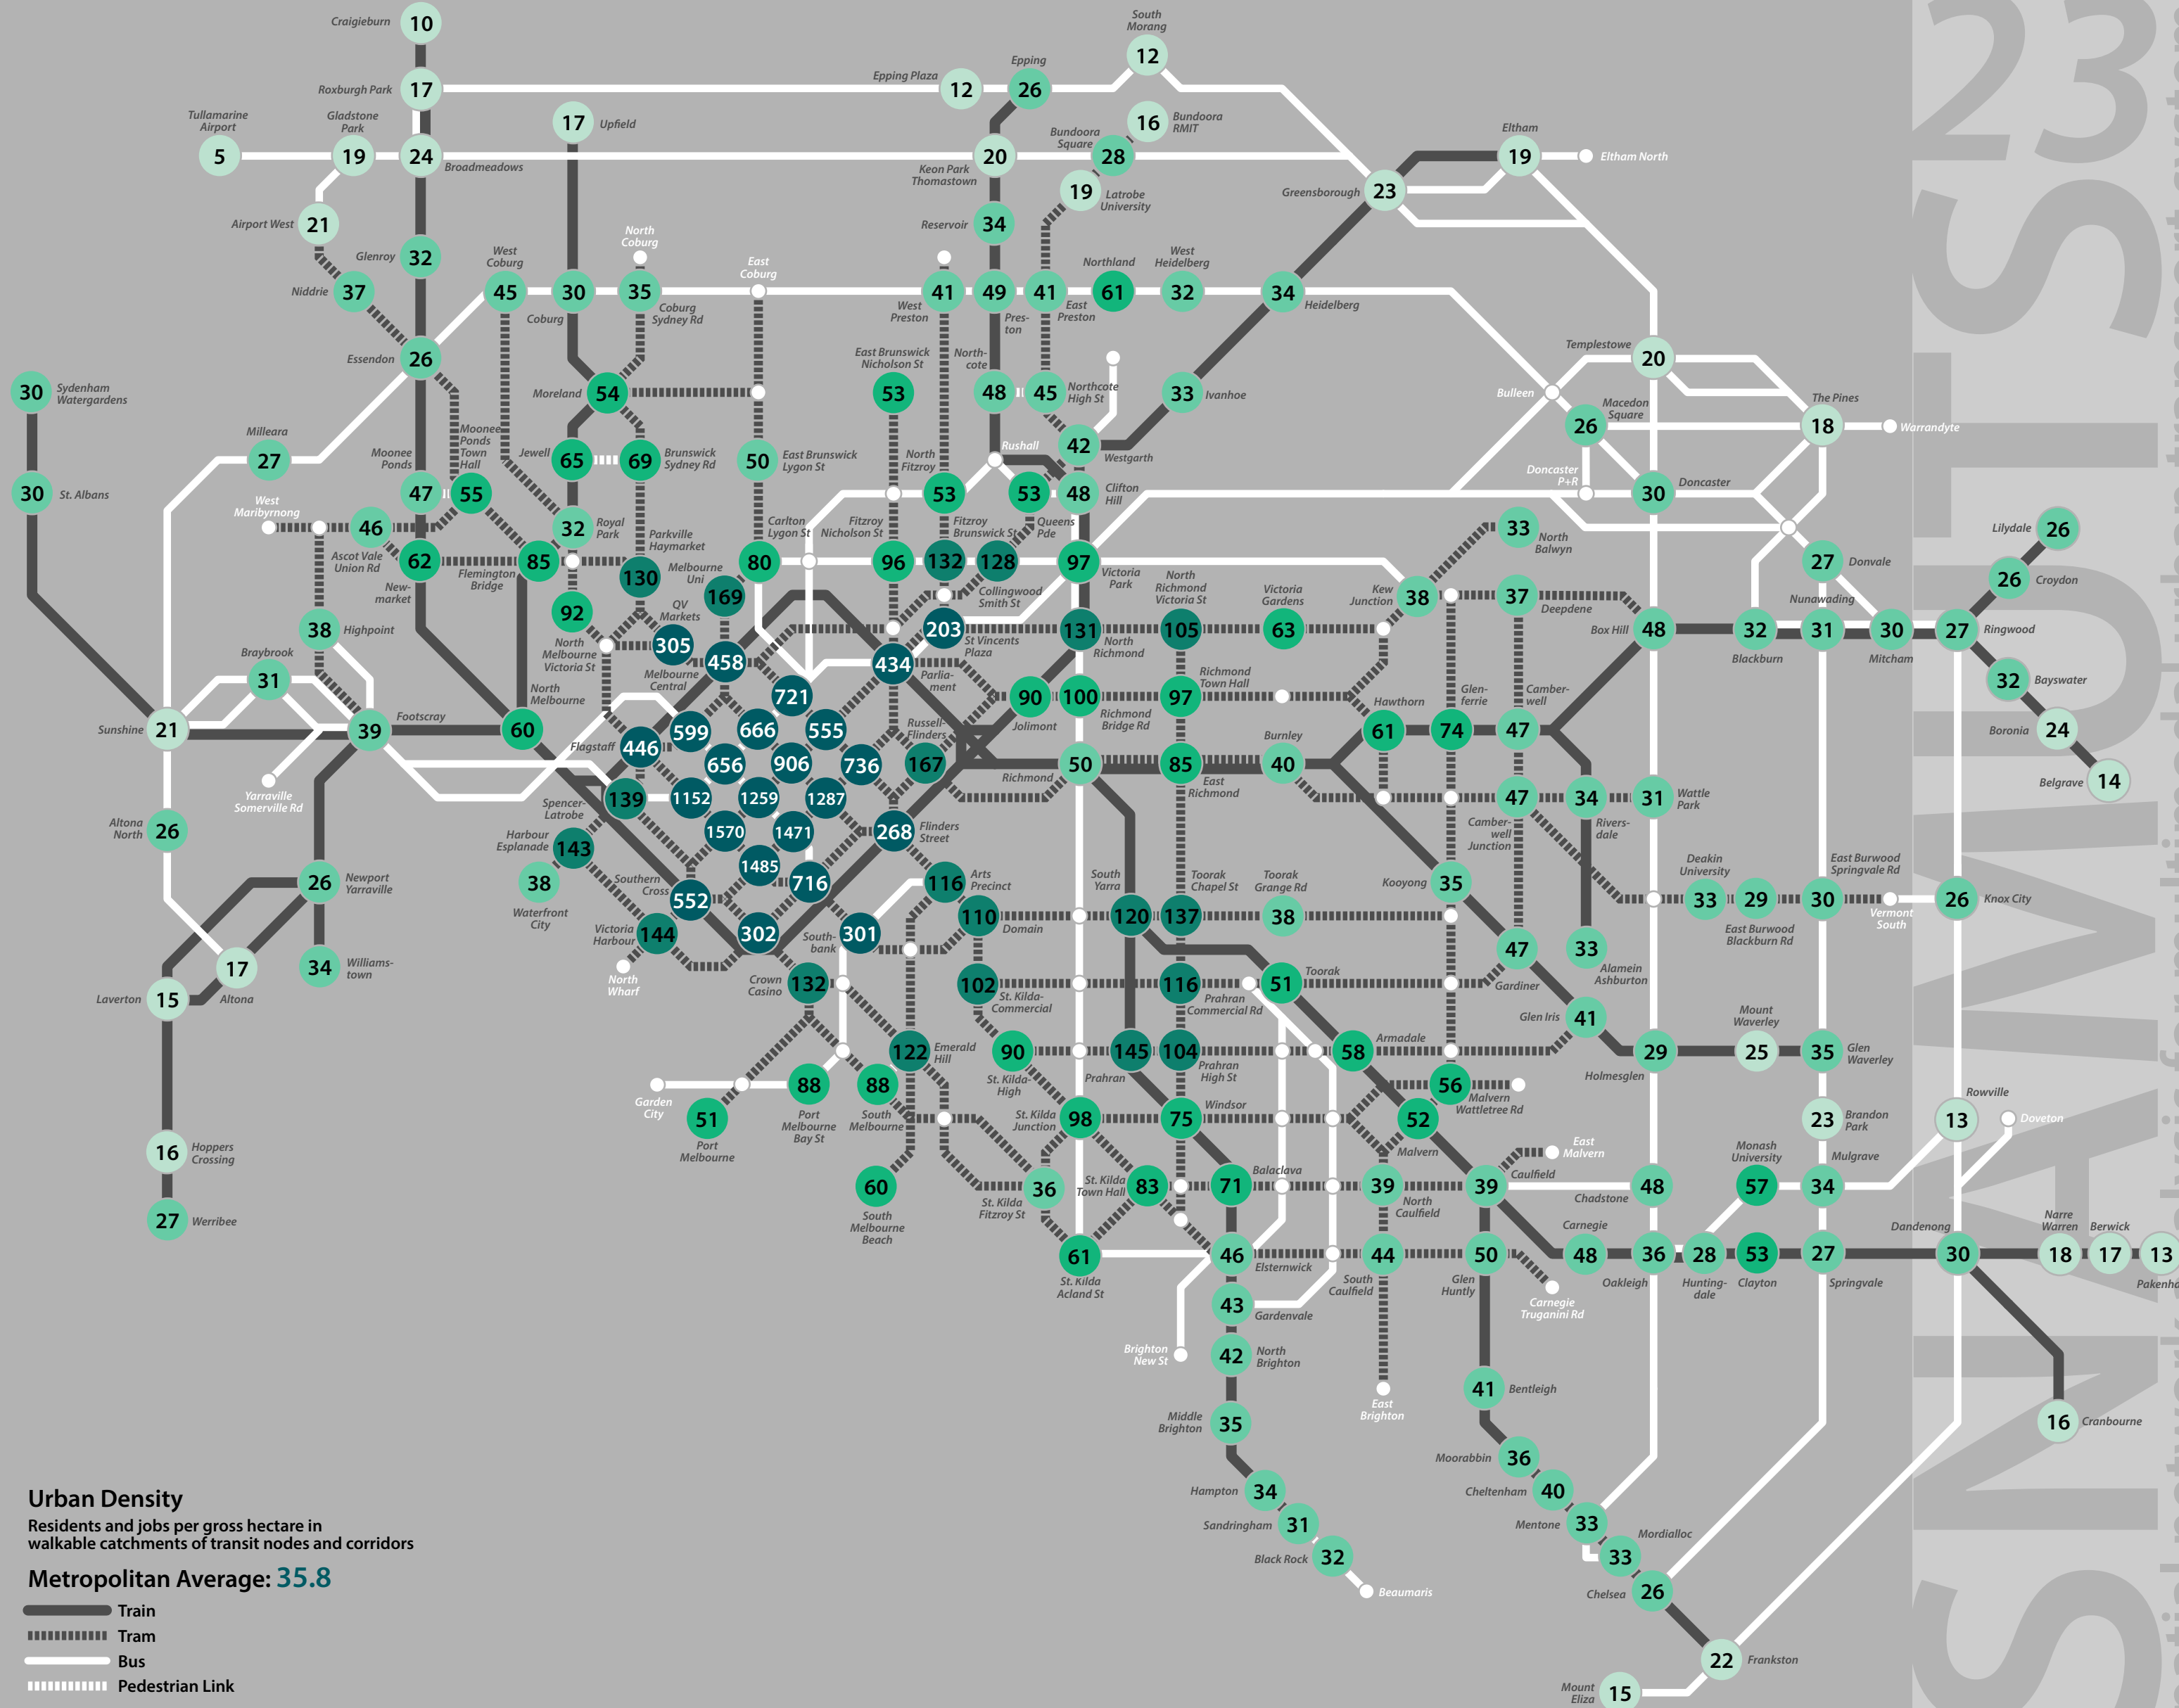 Craigieburn
10
South
Morang
12
Roxburgh Park
17
Epping Plaza
12
Epping
26
Tullamarine
Airport
5
Gladstone
Park
19
24
Broadmeadows
17
Upfield
20
Keon Park
Thomastown
Bundoora
Square
28
16
Bundoora
RMIT
19
Latrobe
University
Greensborough
23
Eltham
19
Eltham North
Airport West
21
Reservoir
34
Glenroy
32
Niddrie
37
West
Coburg
45
30
Coburg
North
Coburg
35
Coburg
Sydney Rd
East
Coburg
41
West
Preston
49
Pres-
ton
41
East
Preston
Northland
61
West
Heidelberg
32
34
Heidelberg
Essendon
26
Templestowe
20
30
Sydenham
Watergardens
Moreland
54
East Brunswick
Nicholson St
53
North-
cote
48
45
Northcote
High St
33
Ivanhoe
Bulleen
Macedon
Square
26
The Pines
18
Warrandyte
Milleara
27
Moonee
Ponds
47
Moonee
Ponds
Town
Hall
55
Jewell
65
69
Brunswick
Sydney Rd
50
East Brunswick
Lygon St
Rushall
42
Westgarth
30
St. Albans
North
Fitzroy
53
53
Queens
Pde
48
Clifton
Hill
Doncaster
P+R
30
Doncaster
West
Maribyrnong
46
Ascot Vale
Union Rd
62
New-
market
Flemington
Bridge
85
32
Royal
Park
Parkville
Haymarket
130
Melbourne
Uni
169
Carlton
Lygon St
80
Fitzroy
Nicholson St
96
Fitzroy
Brunswick St
132
128
Collingwood
Smith St
97
Victoria
Park
33
North
Balwyn
Lilydale
26
27
Donvale
26
Croydon
38
Highpoint
92
North
Melbourne
Victoria St
QV
Markets
305
203
St Vincents
Plaza
131
North
Richmond
North
Richmond
Victoria St
105
Victoria
Gardens
63
Kew
Junction
38
37
Deepdene
Box Hill
48
32
Blackburn
Nunawading
31
30
Mitcham
27
Ringwood
Braybrook
31
458
Melbourne
Central
434
Parlia-
ment
721
90
Jolimont
100
Richmond
Bridge Rd
Richmond
Town Hall
97
32
Bayswater
Sunshine
21
39
Footscray
North
Melbourne
60
Flagstaff
446
599
666
555
Russell-
Flinders
167
Hawthorn
61
Glen-
ferrie
74
Camber-
well
47
Boronia
24
656
906
736
Richmond
50
85
East
Richmond
Burnley
40
Belgrave
14
Yarraville
Somerville Rd
Spencer-
Latrobe
139
1152
1259
1287
47
Camber-
well
Junction
34
Rivers-
dale
31
Wattle
Park
Altona
North
26
Harbour
Esplanade
143
1570
1471
268
Flinders
Street
38
Waterfront
City
1485
716
116
Arts
Precinct
Kooyong
35
26
Newport
Yarraville
Southern
Cross
552
South
Yarra
120
Toorak
Chapel St
137
Toorak
Grange Rd
38
Deakin
University
33
29
East Burwood
Blackburn Rd
East Burwood
Springvale Rd
30
Vermont
South
26
Knox City
Victoria
Harbour
144
302
South-
bank
301
110
Domain
47
Gardiner
33
Alamein
Ashburton
17
Altona
34
Williams-
town
North
Wharf
Crown
Casino
132
102
St. Kilda-
Commercial
116
Prahran
Commercial Rd
51
Toorak
Laverton
15
Glen Iris
41
122
Emerald
Hill
90
St. Kilda-
High
145
Prahran
104
Prahran
High St
58
Armadale
29
Holmesglen
Mount
Waverley
25
35
Glen
Waverley
Garden
City
88
Port
Melbourne
Bay St
88
South
Melbourne
56
Malvern
Wattletree Rd
51
Port
Melbourne
St. Kilda
Junction
98
75
Windsor
52
Malvern
23
Brandon
Park
Rowville
13
Doveton
16
Hoppers
Crossing
60
South
Melbourne
Beach
36
St. Kilda
Fitzroy St
St. Kilda
Town Hall
83
71
Balaclava
39
North
Caulfield
39
Caulfield
East
Malvern
48
Chadstone
Monash
University
57
34
Mulgrave
27
Werribee
61
St. Kilda
Acland St
46
Elsternwick
44
South
Caulfield
50
Glen
Huntly
Carnegie
48
Carnegie
Truganini Rd
36
Oakleigh
28
Hunting-
dale
53
Clayton
27
Springvale
Dandenong
30
Narre
Warren
18
Berwick
17
13
43
Gardenvale
Brighton
New St
42
North
Brighton
East
Brighton
41
Bentleigh
Middle
Brighton
35
16
Cranbourne
Moorabbin
36
Hampton
34
Cheltenham
40
Sandringham
31
Mentone
33
Mordialloc
33
Black Rock
32
Beaumaris
Chelsea
26
22
Frankston
Mount
Eliza
15
Urban Density
Residents and jobs per gross hectare in
walkable catchments of transit nodes and corridors
Metropolitan Average: 35.8
Train
Tram
Bus
Pedestrian Link